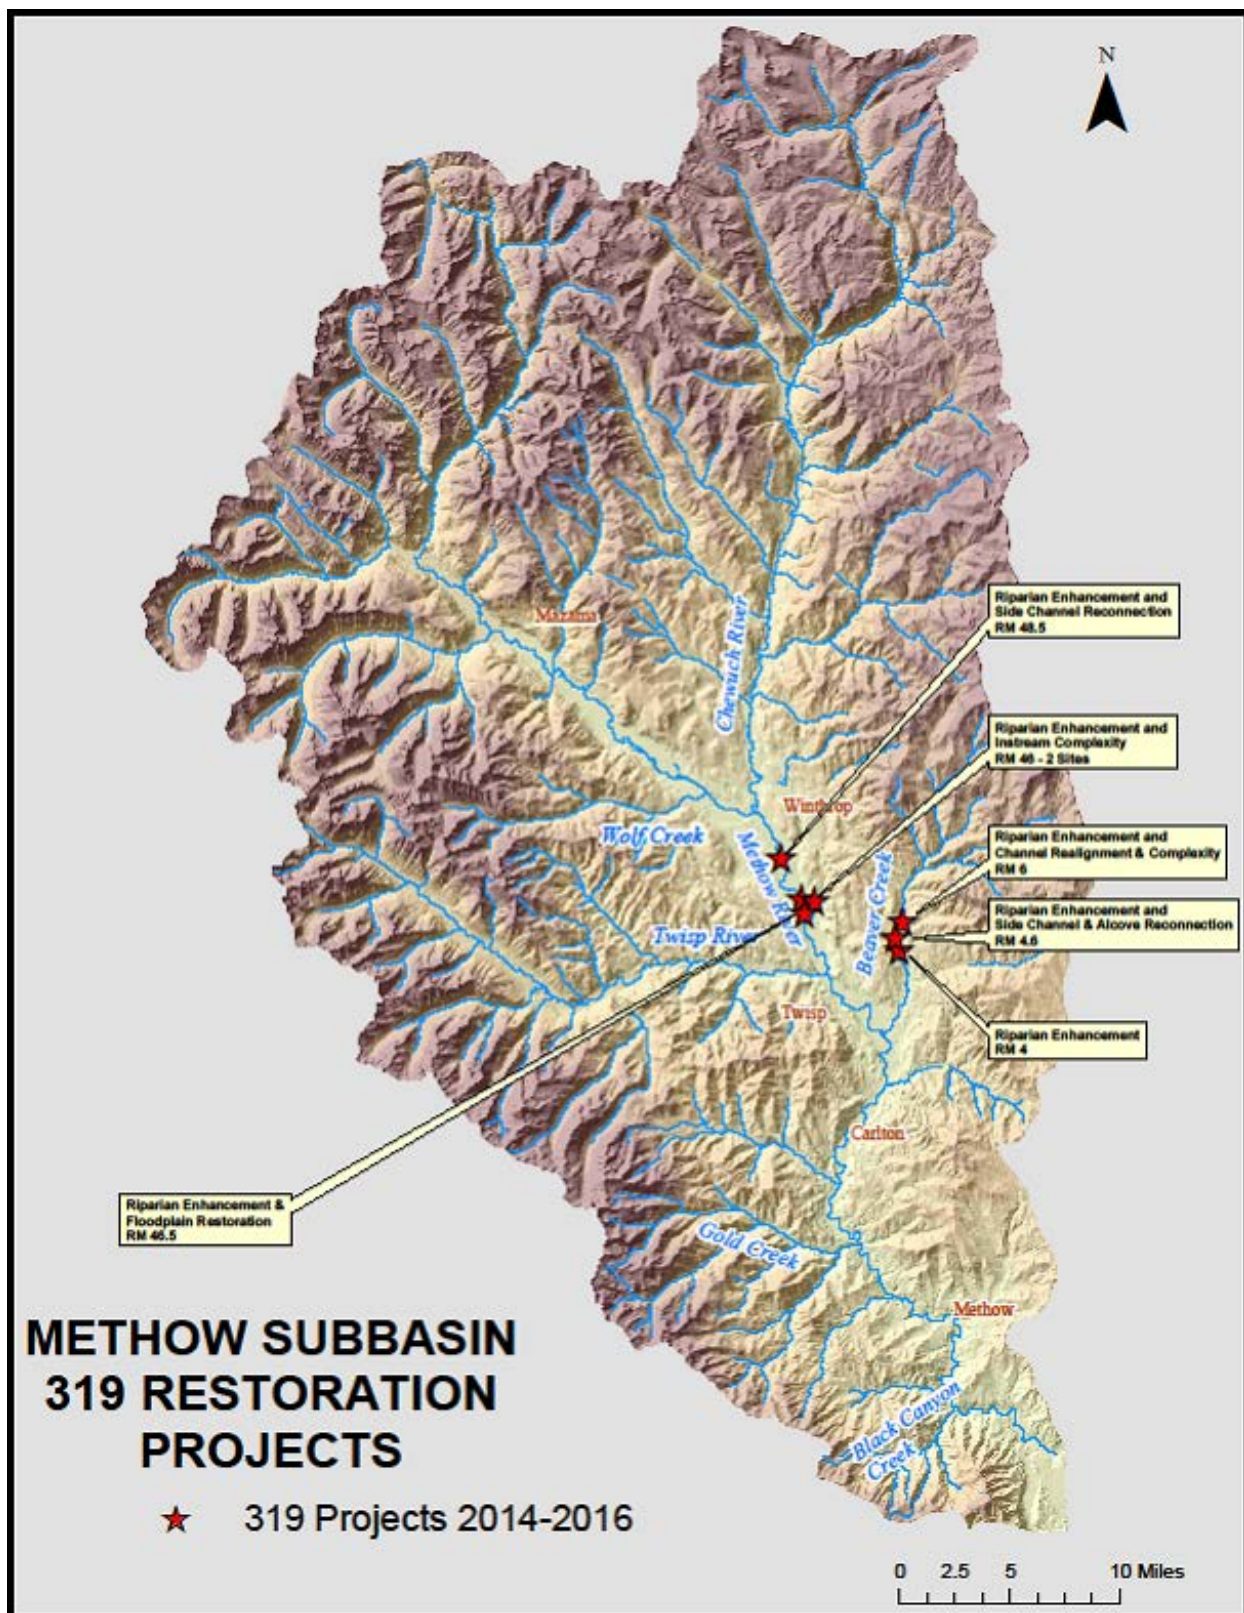 N
Mazama
Chewuch River
Riparian Enhancement and
Side Channel Reconnection
RM 48.5
Riparian Enhancement and
Instream Complexity
RM 46 - 2 Sites
Winthrop
Wolf Creek
Methow River
Riparian Enhancement and
Channel Realignment & Complexity
RM 6
Beaver Creek
Riparian Enhancement and
Side Channel & Alcove Reconnection
RM 4.6
Twisp River
Twisp
Riparian Enhancement
RM 4
Carlton
Riparian Enhancement &
Floodplain Restoration
RM 46.5
Gold Creek
Methow
METHOW SUBBASIN
319 RESTORATION
PROJECTS
Black Canyon
Creek
319 Projects 2014-2016
0 2.5 5 10 Miles